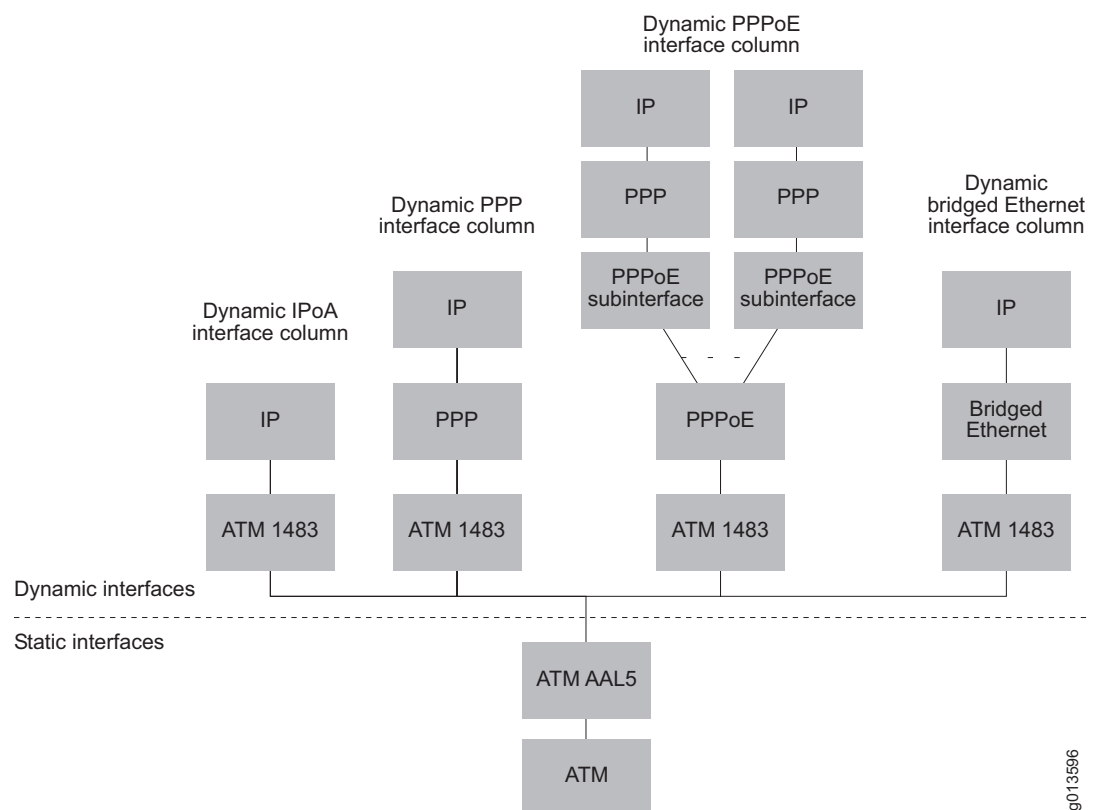 Dynamic PPPoE
interface column
IP
IP
PPP
PPP
Dynamic PPP
interface column
Dynamic
bridged Ethernet
interface column
PPPoE
subinterface
PPPoE
subinterface
Dynamic IPoA
interface column
IP
IP
IP
PPP
PPPoE
Bridged
Ethernet
ATM 1483
ATM 1483
ATM 1483
ATM 1483
Dynamic interfaces
Static interfaces
ATM AAL5
ATM
g013596